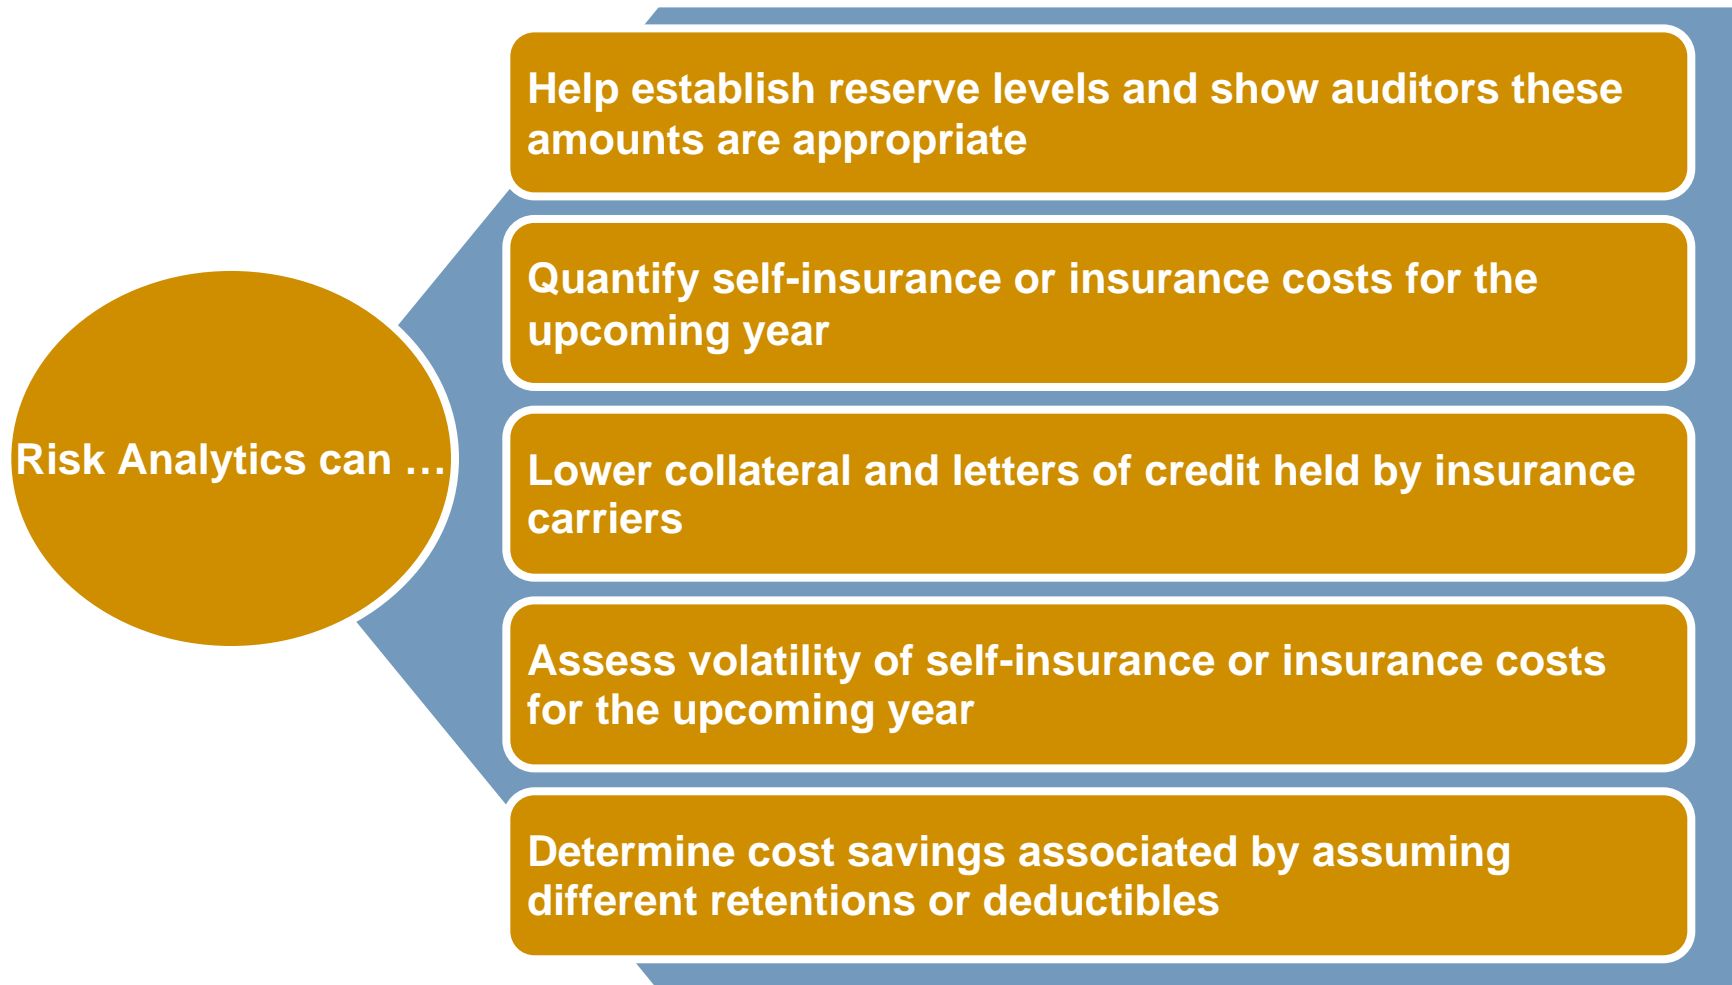 Help establish reserve levels and show auditors these
amounts are appropriate
Quantify self-insurance or insurance costs for the
upcoming year
Risk Analytics can …
Lower collateral and letters of credit held by insurance
carriers
Assess volatility of self-insurance or insurance costs
for the upcoming year
Determine cost savings associated by assuming
different retentions or deductibles